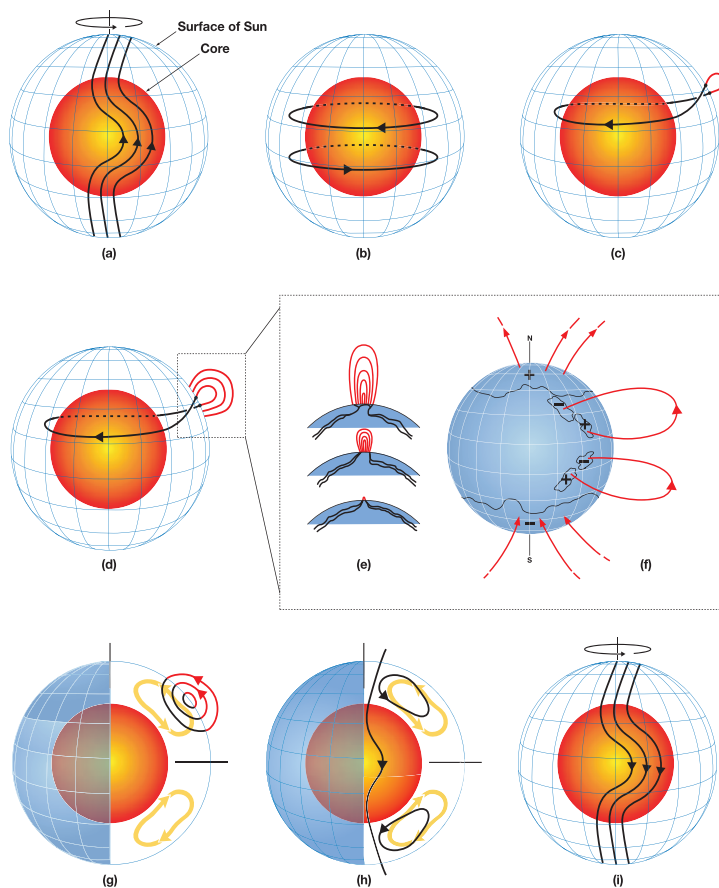 Surface of Sun
Core
(a)
(b)
(c)
N
+
-
+
--
+
--
S
(d)
(e)
(f)
(g)
(h)
(i)